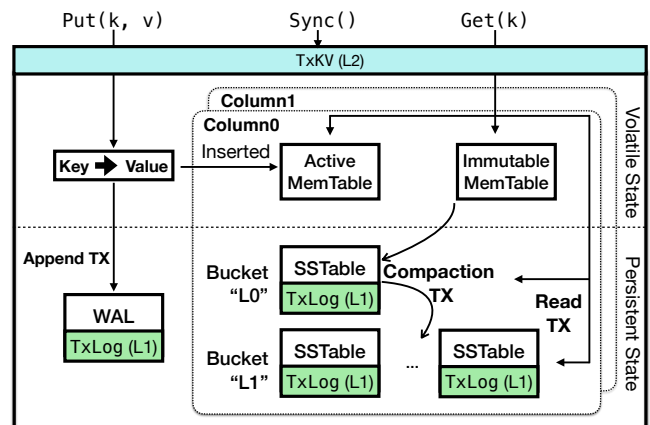 Put(k, v)
Sync()
Get(k)
TxKV (L2)
Column1
Column0
Volatile State
Key ➡ Value
Inserted
Active
MemTable
Immutable
MemTable
Append TX
WAL
TxLog (L1)
Bucket
“L0”
SSTable
TxLog (L1)
Compaction
TX
Read
TX
Persistent State
Bucket
“L1”
SSTable
TxLog (L1)
...
SSTable
TxLog (L1)